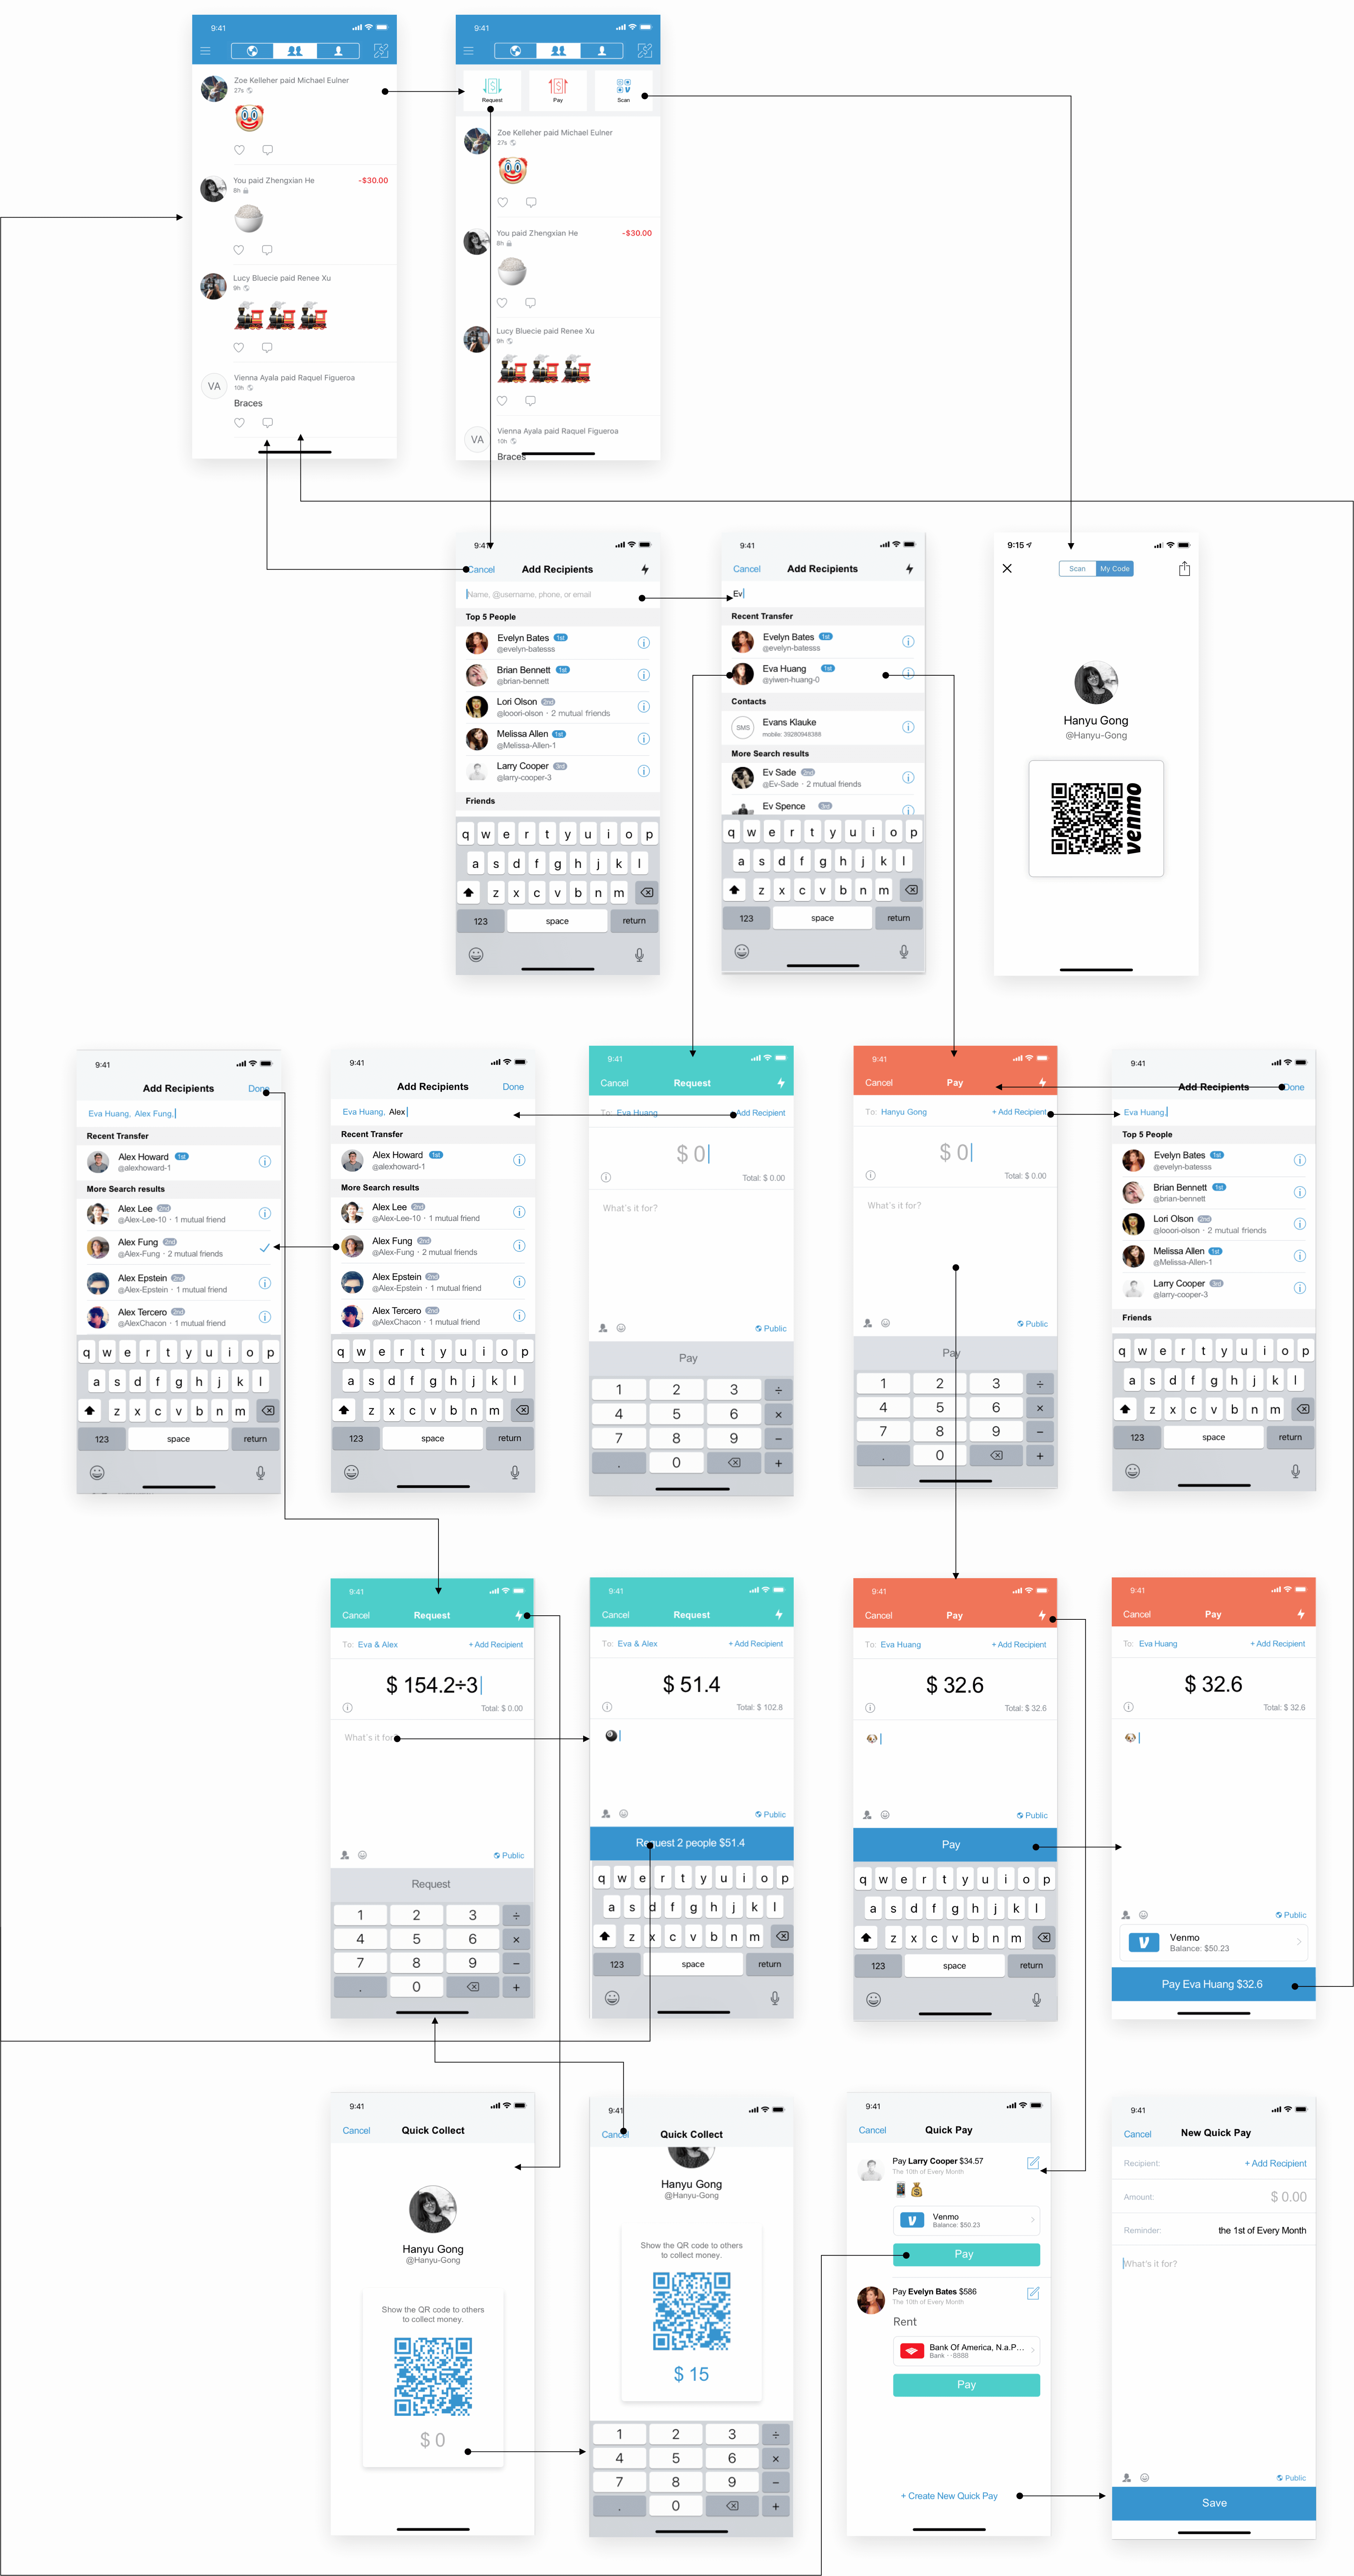 9:41
Zoe Kelleher paid Michael Eulner
27s
You paid Zhengxian He -$30.00
8h
Lucy Bluecie paid Renee Xu
9h
VA
Vienna Ayala paid Raquel Figueroa
10h
Braces
9:41
Request Pay Scan
Zoe Kelleher paid Michael Eulner
27s
You paid Zhengxian He -$30.00
8h
Lucy Bluecie paid Renee Xu
9h
VA
Vienna Ayala paid Raquel Figueroa
10h
Braces
9:41
Cancel Add Recipients
Name, @username, phone, or email
Top 5 People
Evelyn Bates 1st
@evelyn-batesss
Brian Bennett 1st
@brian-bennett
Lori Olson 2nd
@looori-olson · 2 mutual friends
Melissa Allen 1st
@Melissa-Allen-1
Larry Cooper 3rd
@larry-cooper-3
Friends
q w e r t y u i o p
a s d f g h j k l
z x c v b n m
123 space return
9:41
Cancel Add Recipients
Ev
Recent Transfer
Evelyn Bates 1st
@evelyn-batesss
Eva Huang 1st
@yiwen-huang-0
Contacts
SMS
Evans Klauke
mobile: 39280948388
More Search results
Ev Sade 2nd
@Ev-Sade · 2 mutual friends
Ev Spence 3rd
q w e r t y u i o p
a s d f g h j k l
z x c v b n m
123 space return
9:15
Scan My Code
Hanyu Gong
@Hanyu-Gong
venmo
9:41
Add Recipients Done
Eva Huang, Alex Fung,
Recent Transfer
Alex Howard 1st
@alexhoward-1
More Search results
Alex Lee 2nd
@Alex-Lee-10 · 1 mutual friend
Alex Fung 2nd
@Alex-Fung · 2 mutual friends
Alex Epstein 2nd
@Alex-Epstein · 1 mutual friend
Alex Tercero 2nd
@AlexChacon · 1 mutual friend
q w e r t y u i o p
a s d f g h j k l
z x c v b n m
123 space return
9:41
Add Recipients Done
Eva Huang, Alex
Recent Transfer
Alex Howard 1st
@alexhoward-1
More Search results
Alex Lee 2nd
@Alex-Lee-10 · 1 mutual friend
Alex Fung 2nd
@Alex-Fung · 2 mutual friends
Alex Epstein 2nd
@Alex-Epstein · 1 mutual friend
Alex Tercero 2nd
@AlexChacon · 1 mutual friend
q w e r t y u i o p
a s d f g h j k l
z x c v b n m
123 space return
9:41
Cancel Request
To: Eva Huang Add Recipient
$ 0
Total: $ 0.00
What's it for?
Public
Pay
1 2 3 ÷
4 5 6 ×
7 8 9 −
. 0 +
9:41
Cancel Pay
To: Hanyu Gong + Add Recipient
$ 0
Total: $ 0.00
What's it for?
Public
Pay
1 2 3 ÷
4 5 6 ×
7 8 9 −
. 0 +
9:41
Add Recipients Done
Eva Huang,
Top 5 People
Evelyn Bates 1st
@evelyn-batesss
Brian Bennett 1st
@brian-bennett
Lori Olson 2nd
@looori-olson · 2 mutual friends
Melissa Allen 1st
@Melissa-Allen-1
Larry Cooper 3rd
@larry-cooper-3
Friends
q w e r t y u i o p
a s d f g h j k l
z x c v b n m
123 space return
9:41
Cancel Request
To: Eva & Alex + Add Recipient
$ 154.2÷3
Total: $ 0.00
What's it for?
Public
Request
1 2 3 ÷
4 5 6 ×
7 8 9 −
. 0 +
9:41
Cancel Request
To: Eva & Alex + Add Recipient
$ 51.4
Total: $ 102.8
Public
Request 2 people $51.4
q w e r t y u i o p
a s d f g h j k l
z x c v b n m
123 space return
9:41
Cancel Pay
To: Eva Huang + Add Recipient
$ 32.6
Total: $ 32.6
Public
Pay
q w e r t y u i o p
a s d f g h j k l
z x c v b n m
123 space return
9:41
Cancel Pay
To: Eva Huang + Add Recipient
$ 32.6
Total: $ 32.6
Public
Venmo
Balance: $50.23
Pay Eva Huang $32.6
9:41
Cancel Quick Collect
Hanyu Gong
@Hanyu-Gong
Show the QR code to others
to collect money.
$ 0
9:41
Cancel Quick Collect
Hanyu Gong
@Hanyu-Gong
Show the QR code to others
to collect money.
$ 15
1 2 3 ÷
4 5 6 ×
7 8 9 −
. 0 +
9:41
Cancel Quick Pay
Pay Larry Cooper $34.57
The 10th of Every Month
Venmo
Balance: $50.23
Pay
Pay Evelyn Bates $586
The 10th of Every Month
Rent
Bank Of America, N.a.P...
Bank ··8888
Pay
+ Create New Quick Pay
9:41
Cancel New Quick Pay
Recipient: + Add Recipient
Amount: $ 0.00
Reminder: the 1st of Every Month
What's it for?
Public
Save